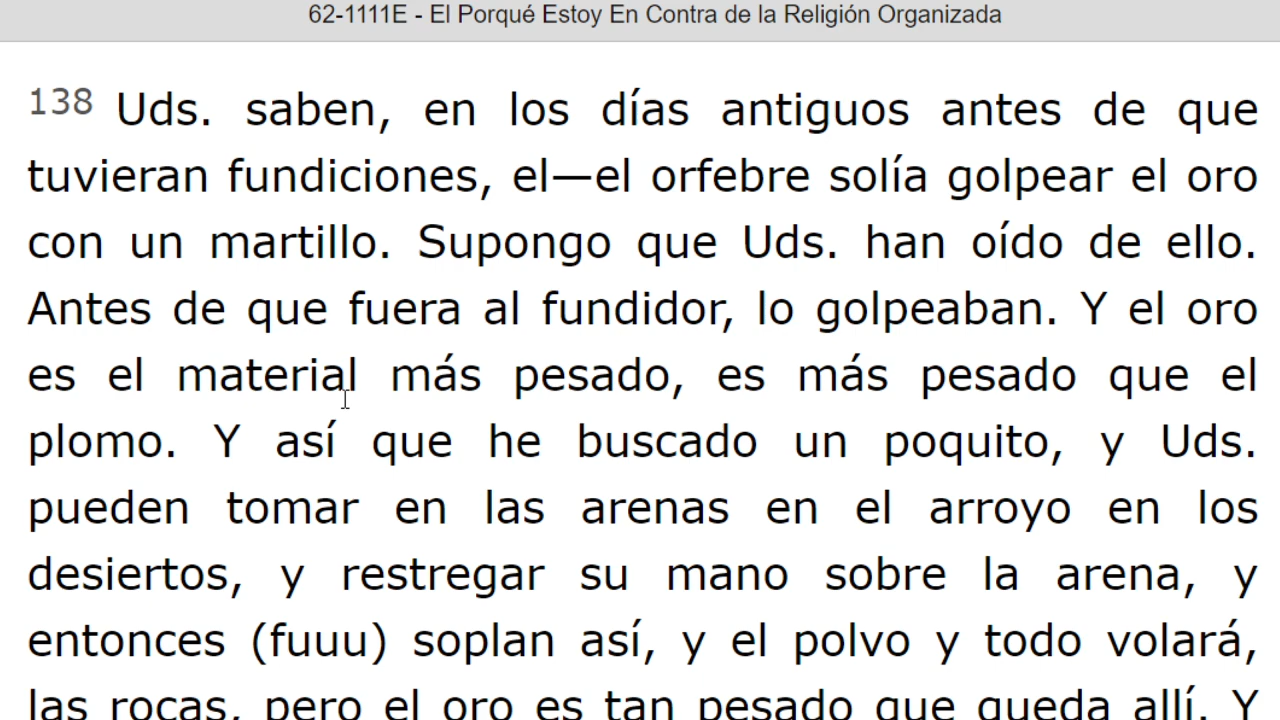 62-1111E - El Porqué Estoy En Contra de la Religión Organizada
138 Uds. saben, en los días antiguos antes de que
tuvieran fundiciones, el—el orfebre solía golpear el oro
con un martillo. Supongo que Uds. han oído de ello.
Antes de que fuera al fundidor, lo golpeaban. Y el oro
es el material más pesado, es más pesado que el
plomo. Y así que he buscado un poquito, y Uds.
pueden tomar en las arenas en el arroyo en los
desiertos, y restregar su mano sobre la arena, y
entonces (fuuu) soplan así, y el polvo y todo volará,
las rocas, pero el oro es tan pesado que queda allí. Y